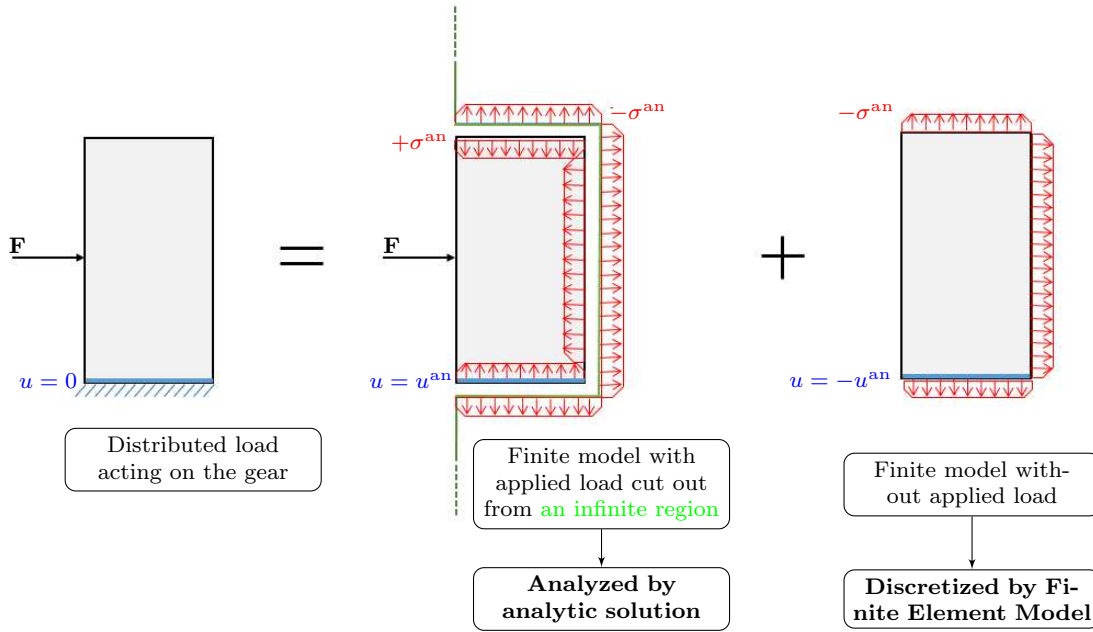 −σ^an
−σ^an
+σ^an
F
F
=
+
u = 0
u = u^an
u = −u^an
Distributed load
acting on the gear
Finite model with
applied load cut out
from an infinite region
Finite model with-
out applied load
Analyzed by
analytic solution
Discretized by Fi-
nite Element Model